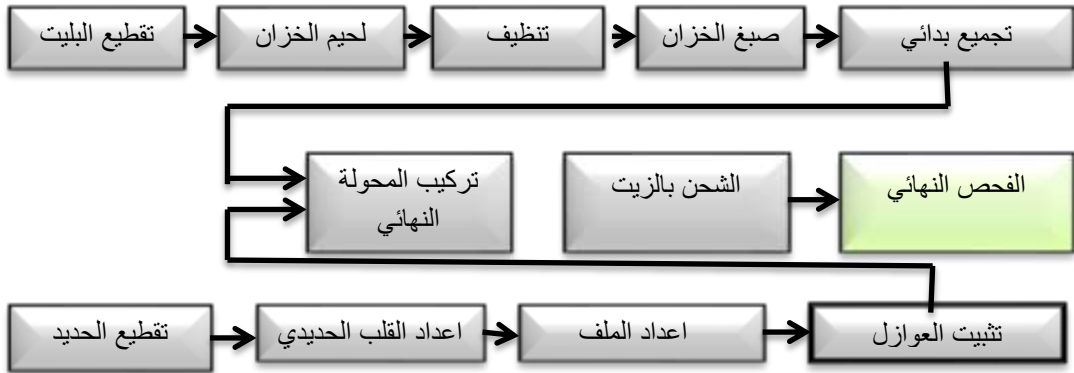 تقطيع البليت
لحيم الخزان
تنظيف
صبغ الخزان
تجميع بدائي
تركيب المحولة
النهائي
الشحن بالزيت
الفحص النهائي
تقطيع الحديد
اعداد القلب الحديدي
اعداد الملف
تثبيت العوازل